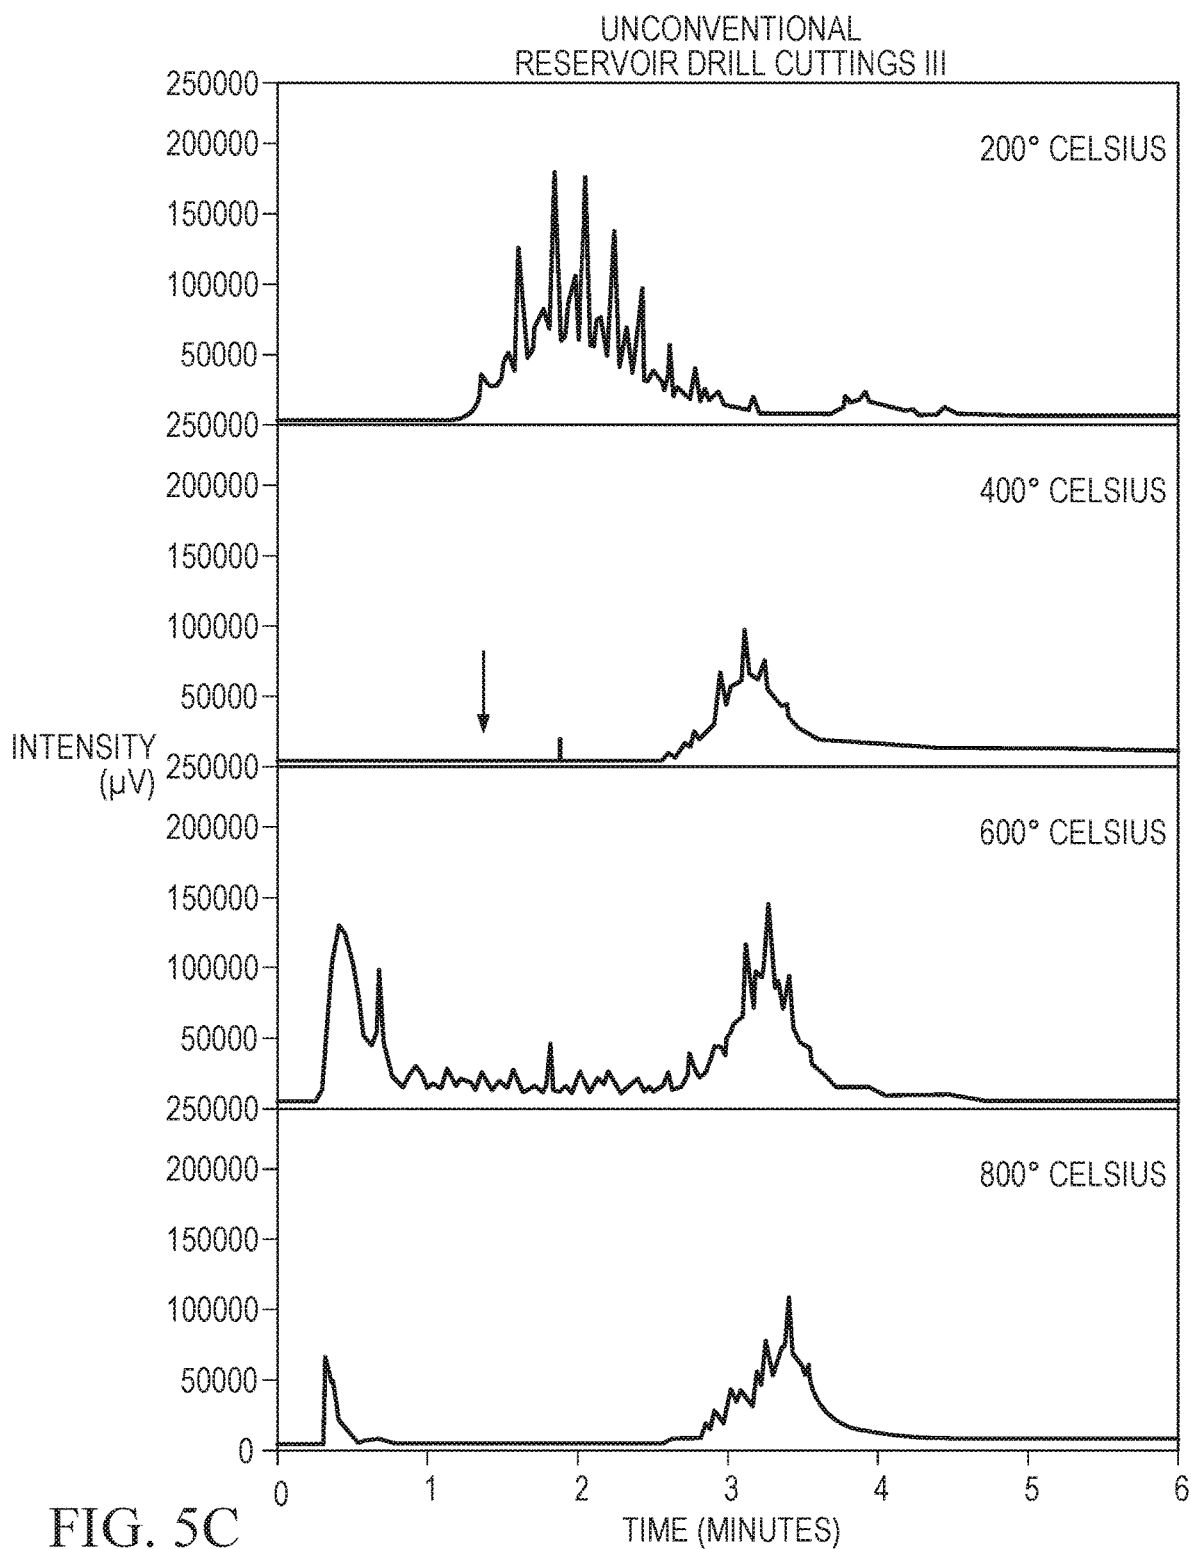 UNCONVENTIONAL
RESERVOIR DRILL CUTTINGS III
250000
200000
150000
100000
50000
200° CELSIUS
250000
200000
150000
100000
50000
400° CELSIUS
INTENSITY
(µV)
250000
200000
150000
100000
50000
600° CELSIUS
250000
200000
150000
100000
50000
0
800° CELSIUS
0 1 2 3 4 5 6
TIME (MINUTES)
FIG. 5C